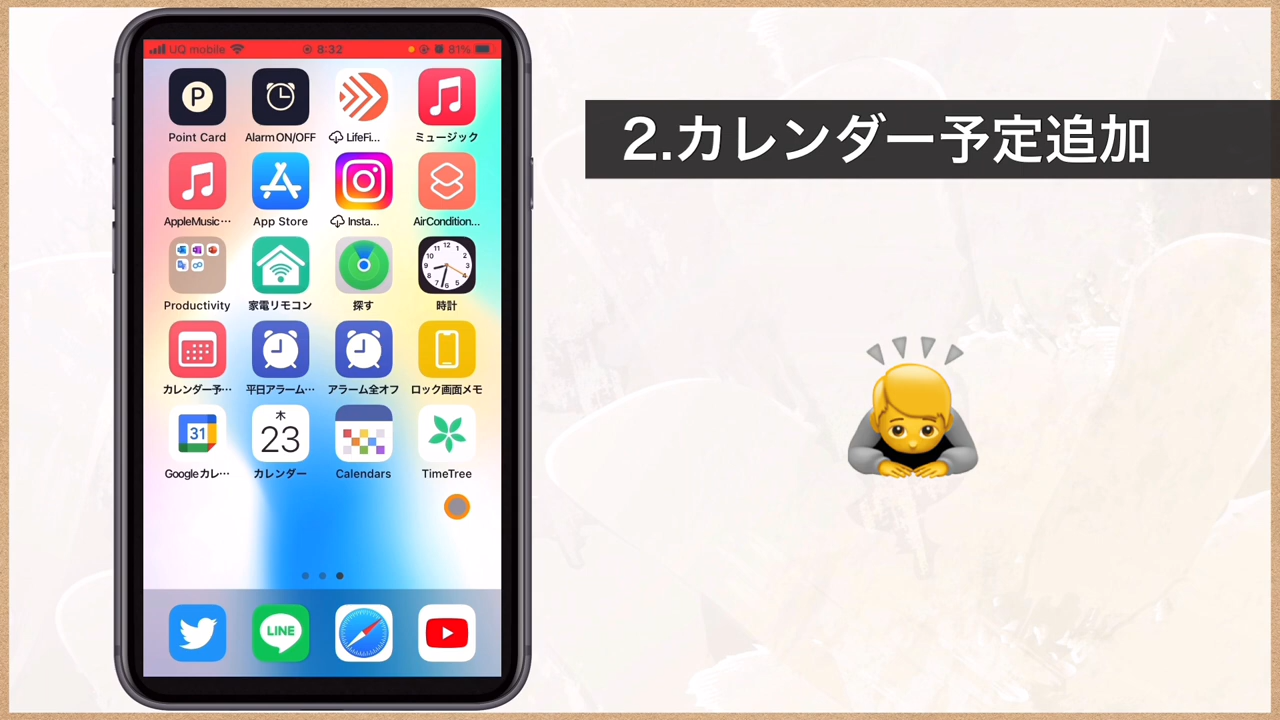 UQ mobile 8:32 81%
2.カレンダー予定追加
P
Point Card AlarmON/OFF LifeFi... ミュージック
AppleMusic… App Store Insta... AirCondition...
Productivity 家電リモコン 探す 時計
カレンダー予… 平日アラーム… アラーム全オフ ロック画面メモ
31 木
23
Googleカレ… カレンダー Calendars TimeTree
LINE